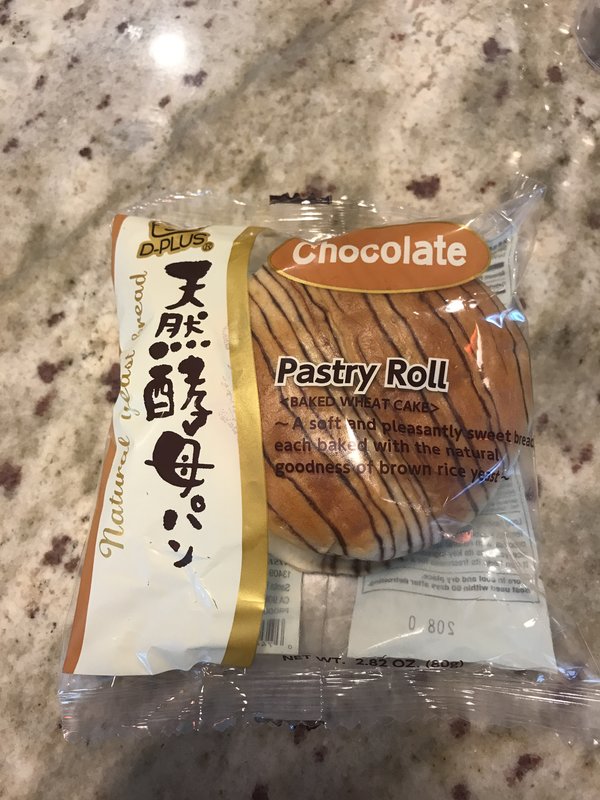 D-PLUS®
Chocolate
天然酵母パン
Natural yeast bread
Pastry Roll
<BAKED WHEAT CAKE>
~A soft and pleasantly sweet bread
each baked with the natural
goodness of brown rice yeast~
NET WT. 2.82 OZ. (80g)